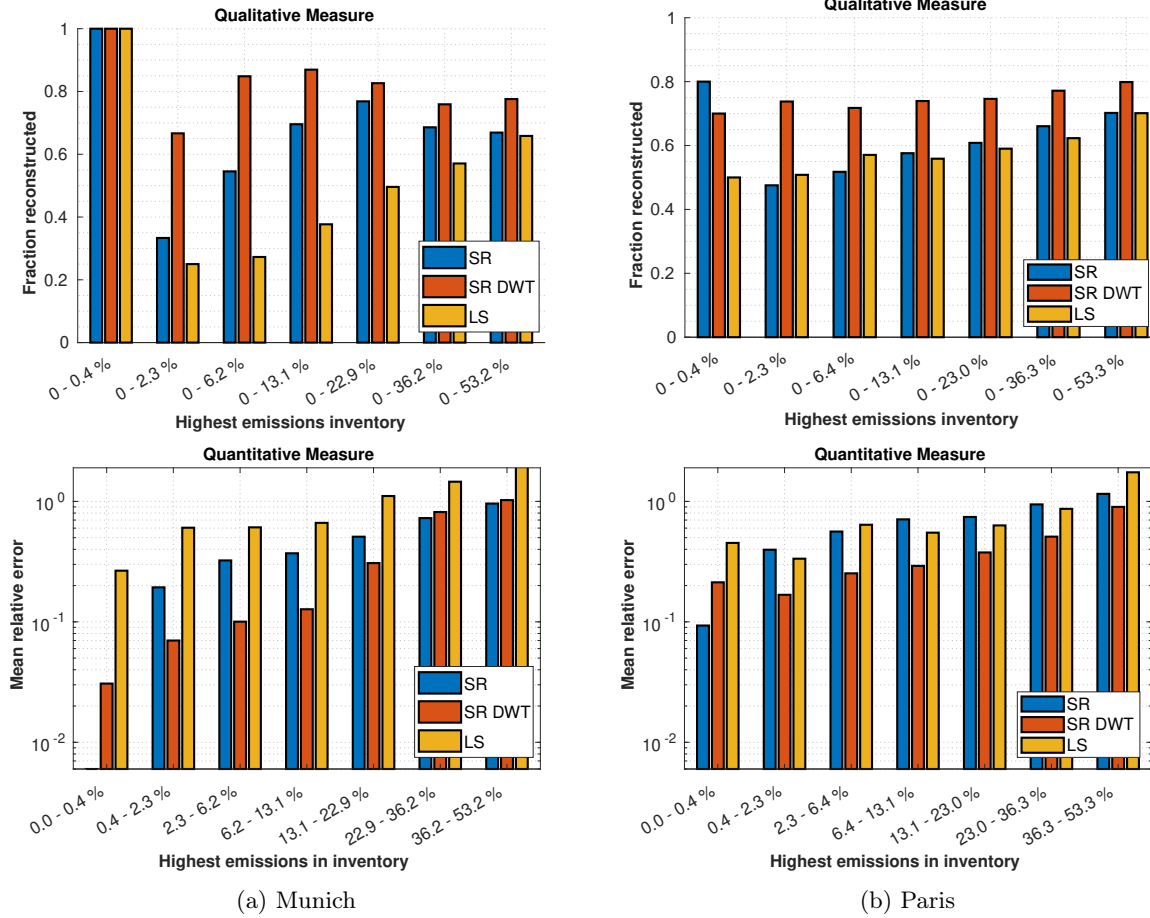 Qualitative Measure
Fraction reconstructed
1
0.8
0.6
0.4
0.2
0
SR
SR DWT
LS
0 - 0.4 %
0 - 2.3 %
0 - 6.2 %
0 - 13.1 %
0 - 22.9 %
0 - 36.2 %
0 - 53.2 %
Highest emissions inventory
Qualitative Measure
Fraction reconstructed
1
0.8
0.6
0.4
0.2
0
SR
SR DWT
LS
0 - 0.4 %
0 - 2.3 %
0 - 6.4 %
0 - 13.1 %
0 - 23.0 %
0 - 36.3 %
0 - 53.3 %
Highest emissions inventory
Quantitative Measure
Mean relative error
10^0
10^-1
10^-2
SR
SR DWT
LS
0.0 - 0.4 %
0.4 - 2.3 %
2.3 - 6.2 %
6.2 - 13.1 %
13.1 - 22.9 %
22.9 - 36.2 %
36.2 - 53.2 %
Highest emissions in inventory
(a) Munich
Quantitative Measure
Mean relative error
10^0
10^-1
10^-2
SR
SR DWT
LS
0.0 - 0.4 %
0.4 - 2.3 %
2.3 - 6.4 %
6.4 - 13.1 %
13.1 - 23.0 %
23.0 - 36.3 %
36.3 - 53.3 %
Highest emissions in inventory
(b) Paris